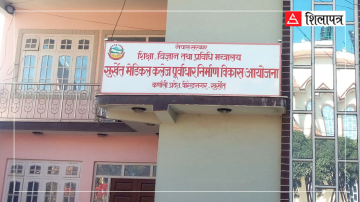 शिलापत्र
नेपाल सरकार
शिक्षा, विज्ञान तथा प्रविधि मन्त्रालय
सुर्खेत मेडिकल कलेज पूर्वाधार निर्माण विकास आयोजना
कर्णाली प्रदेश, वीरेन्द्रनगर, सुर्खेत